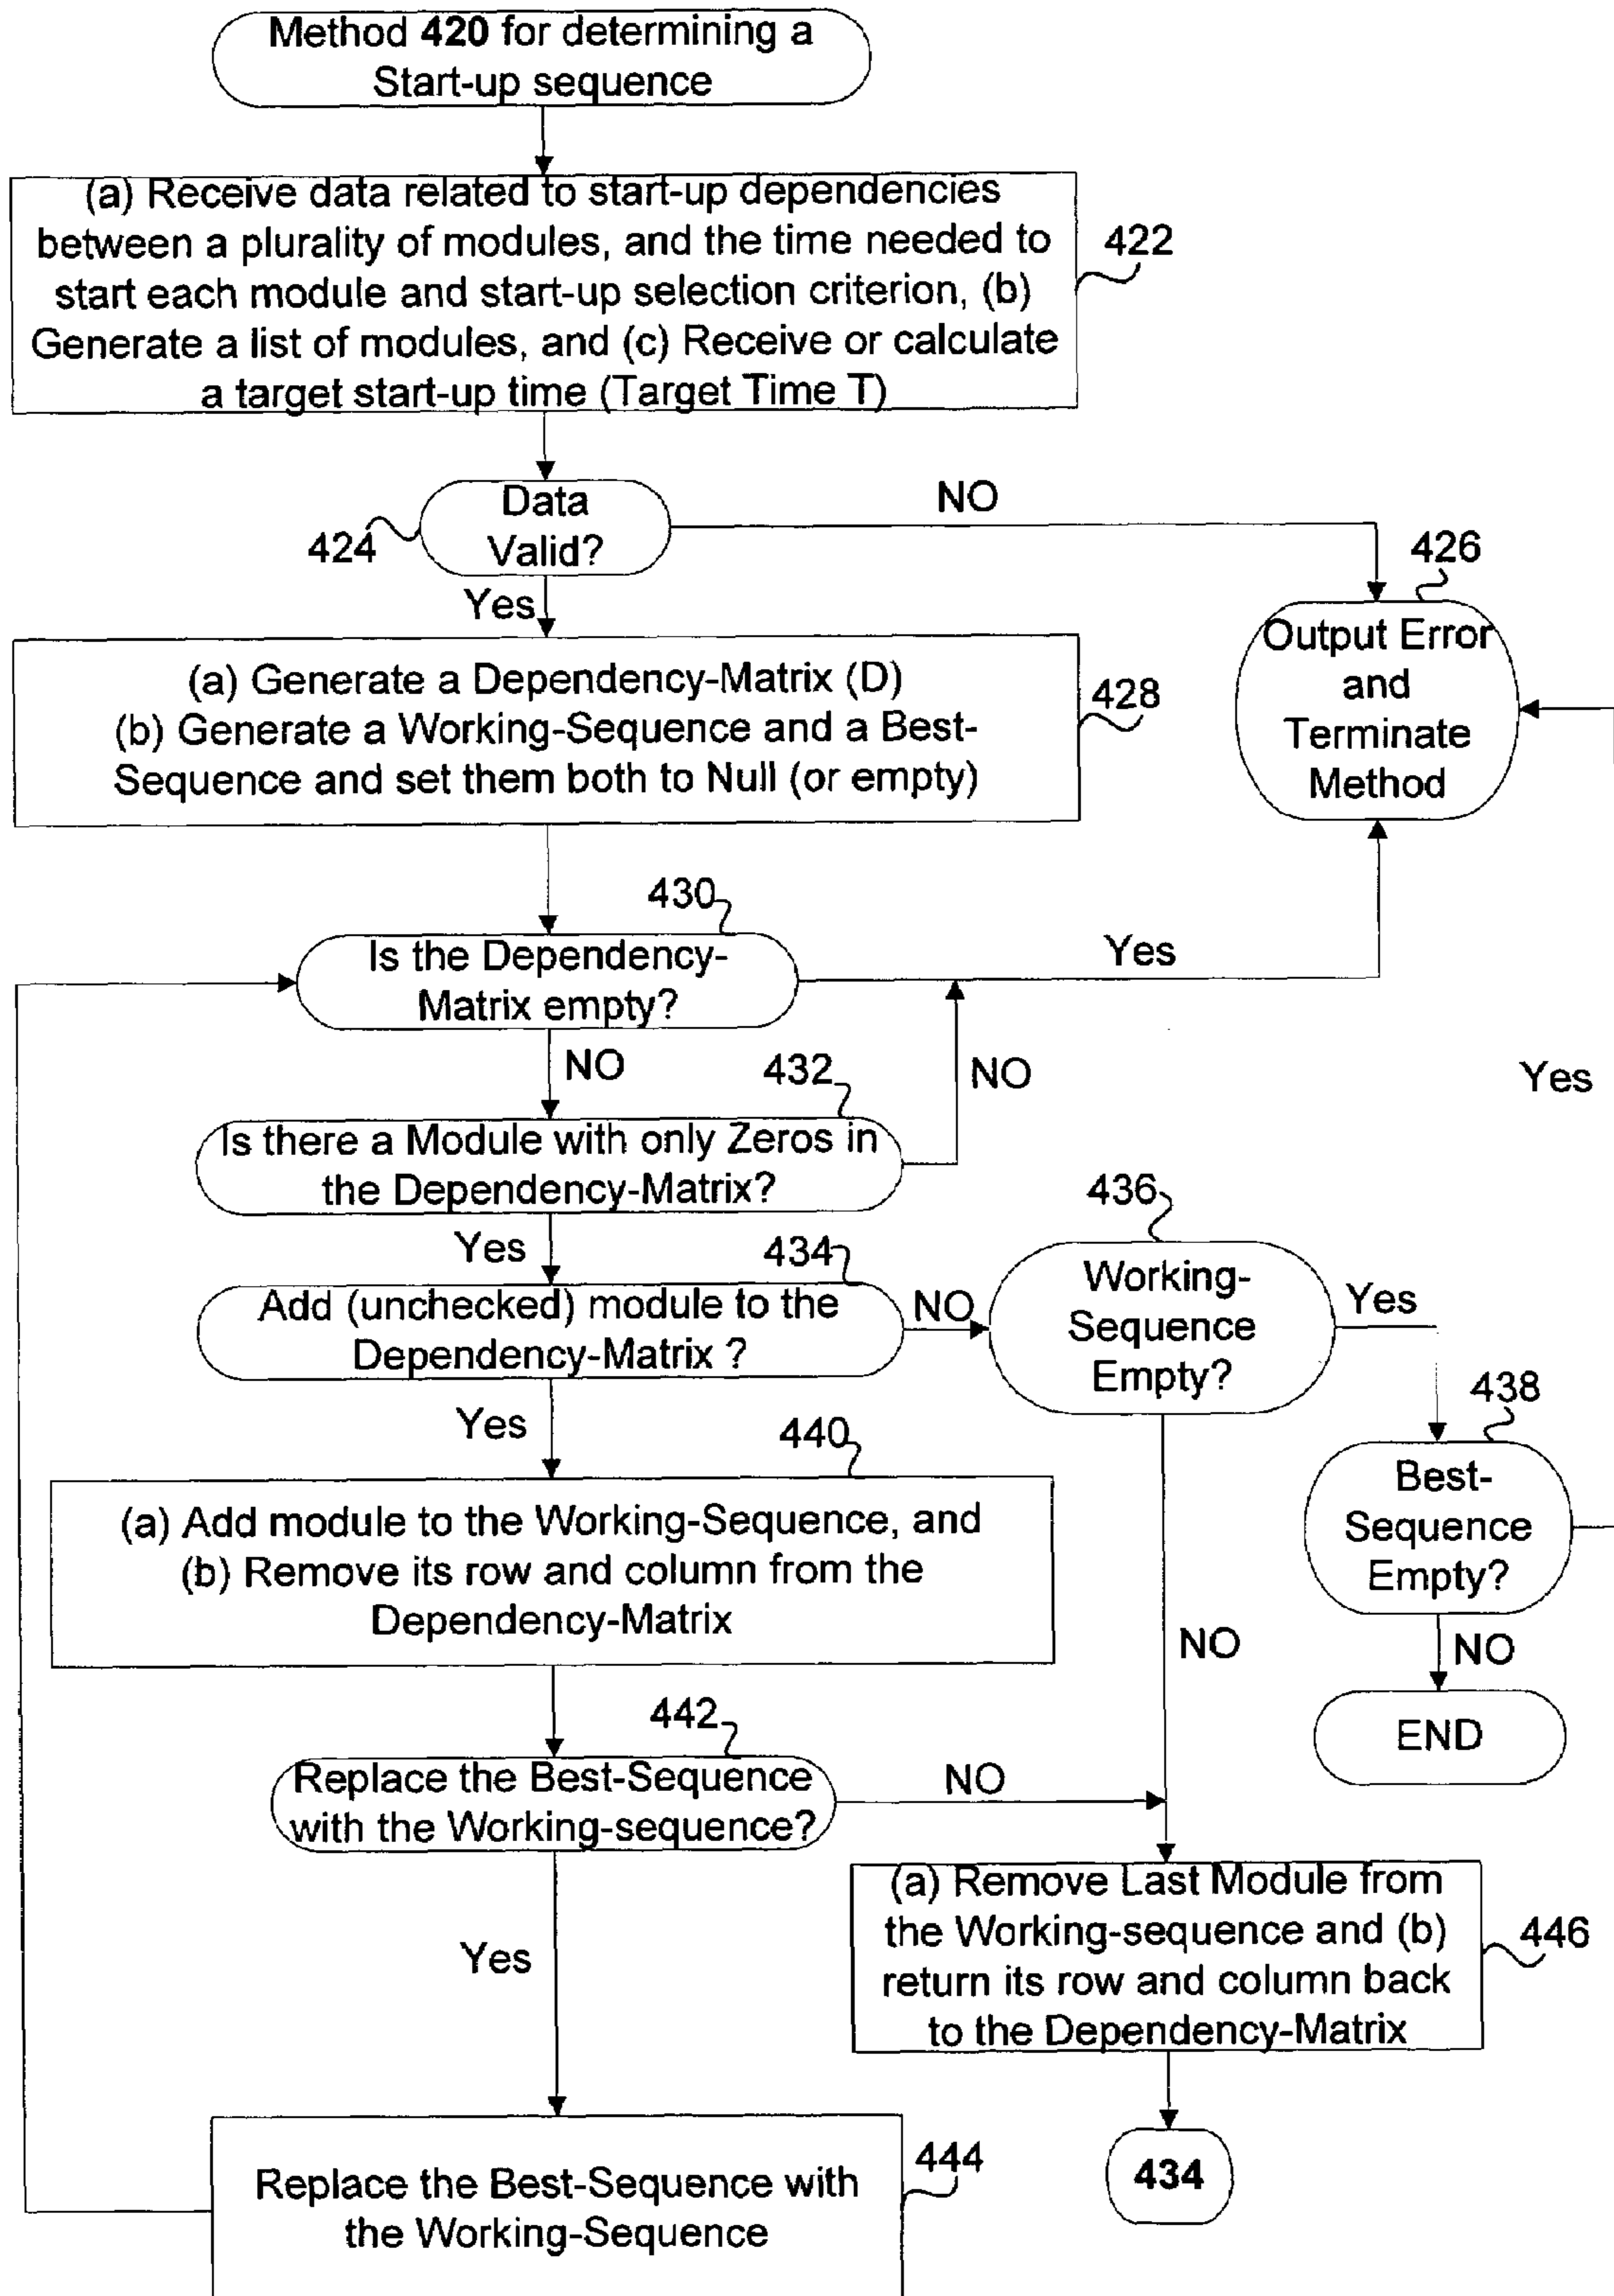 Method 420 for determining a
Start-up sequence
(a) Receive data related to start-up dependencies
between a plurality of modules, and the time needed to
start each module and start-up selection criterion, (b)
Generate a list of modules, and (c) Receive or calculate
a target start-up time (Target Time T)
422
Data
Valid?
424
NO
Yes
426
Output Error
and
Terminate
Method
(a) Generate a Dependency-Matrix (D)
(b) Generate a Working-Sequence and a Best-
Sequence and set them both to Null (or empty)
428
430
Is the Dependency-
Matrix empty?
Yes
NO
432
NO
Yes
Is there a Module with only Zeros in
the Dependency-Matrix?
Yes
434
Add (unchecked) module to the
Dependency-Matrix ?
NO
436
Working-
Sequence
Empty?
Yes
438
Best-
Sequence
Empty?
NO
END
Yes
440
(a) Add module to the Working-Sequence, and
(b) Remove its row and column from the
Dependency-Matrix
NO
442
Replace the Best-Sequence
with the Working-sequence?
NO
Yes
(a) Remove Last Module from
the Working-sequence and (b)
return its row and column back
to the Dependency-Matrix
446
434
Replace the Best-Sequence with
the Working-Sequence
444